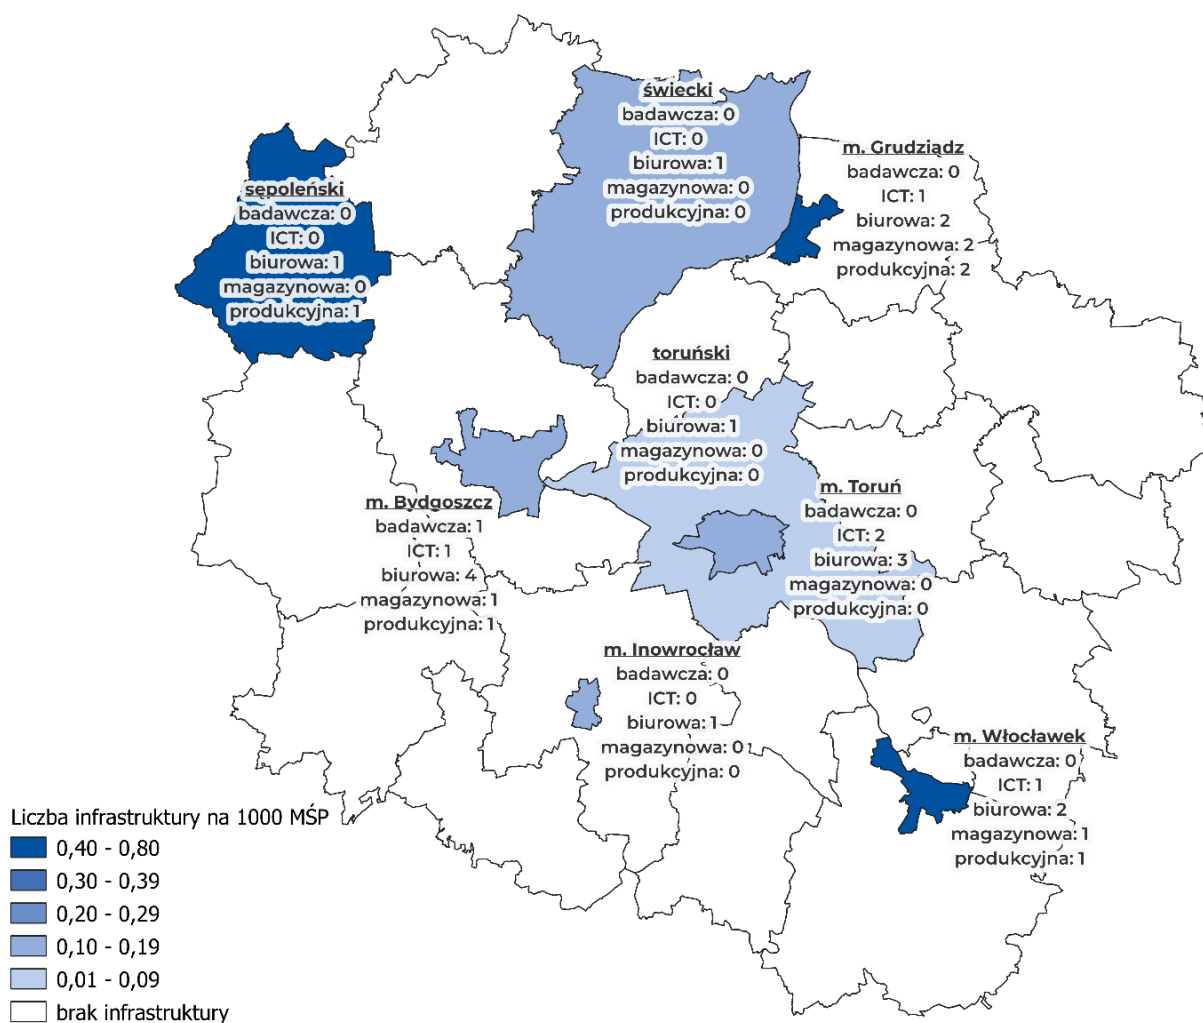 świecki
badawcza: 0
ICT: 0
biurowa: 1
magazynowa: 0
produkcyjna: 0
m. Grudziądz
badawcza: 0
ICT: 1
biurowa: 2
magazynowa: 2
produkcyjna: 2
sępoleński
badawcza: 0
ICT: 0
biurowa: 1
magazynowa: 0
produkcyjna: 1
toruński
badawcza: 0
ICT: 0
biurowa: 1
magazynowa: 0
produkcyjna: 0
m. Bydgoszcz
badawcza: 1
ICT: 1
biurowa: 4
magazynowa: 1
produkcyjna: 1
m. Toruń
badawcza: 0
ICT: 2
biurowa: 3
magazynowa: 0
produkcyjna: 0
m. Inowrocław
badawcza: 0
ICT: 0
biurowa: 1
magazynowa: 0
produkcyjna: 0
m. Włocławek
badawcza: 0
ICT: 1
biurowa: 2
magazynowa: 1
produkcyjna: 1
Liczba infrastruktury na 1000 MŚP
0,40 - 0,80
0,30 - 0,39
0,20 - 0,29
0,10 - 0,19
0,01 - 0,09
brak infrastruktury